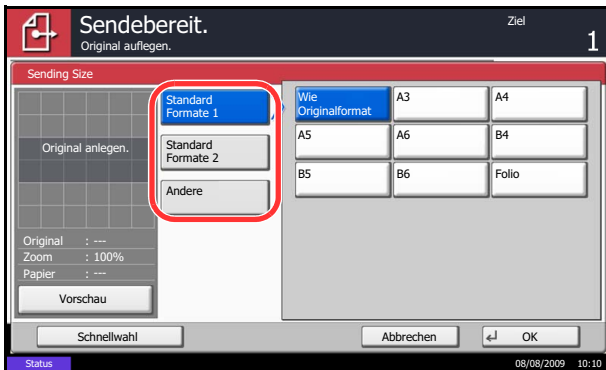 Sendebereit.
Original auflegen.
Ziel
1
Sending Size
Original anlegen.
Original : ---
Zoom : 100%
Papier : ---
Vorschau
Standard
Formate 1
Standard
Formate 2
Andere
Wie
Originalformat
A3
A4
A5
A6
B4
B5
B6
Folio
Schnellwahl
Abbrechen
OK
Status
08/08/2009 10:10